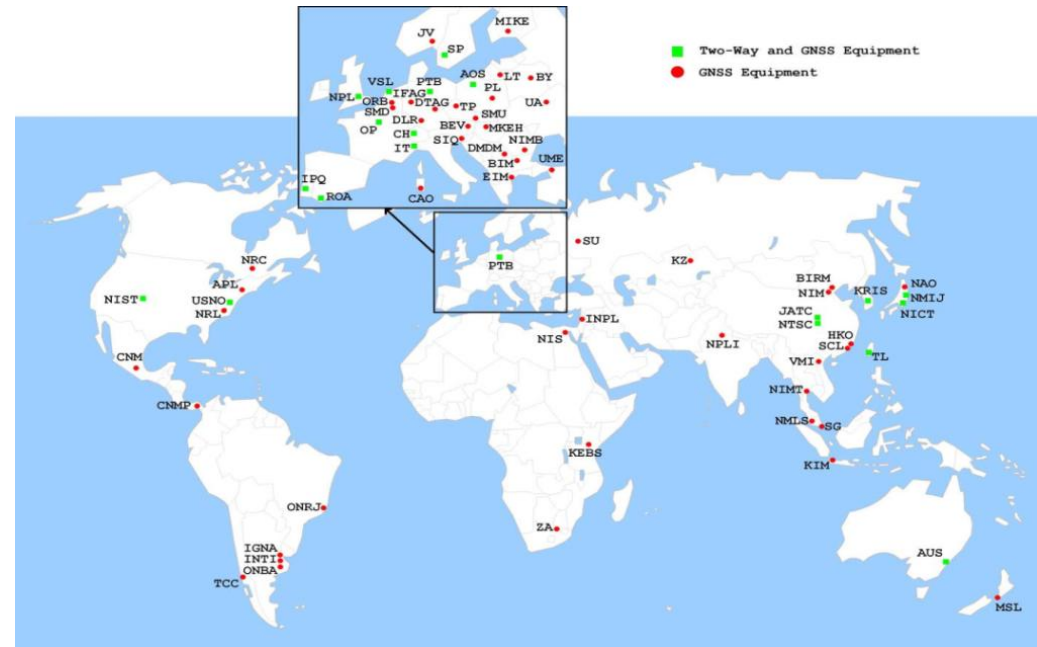 MIKE
JV
SP
Two-Way and GNSS Equipment
GNSS Equipment
VSL
PTB
AOS
LT
BY
NPL
IFAG
PL
ORB
DTAG
TP
UA
SMD
SMU
OP
DLR
BEV
MKEH
CH
SIQ
NIMB
IT
DMDM
BIM
UME
IPQ
EIM
ROA
CAO
SU
NRC
PTB
KZ
APL
BIRM
KRIS
NAO
NIST
USNO
NIM
NMIJ
NRL
INPL
JATC
NICT
NIS
NTSC
NPLI
HKO
SCL
CNM
VMI
TL
CNMP
NIMT
NMLS
SG
KEBS
KIM
ONRJ
ZA
IGNA
INTI
ONBA
AUS
TCC
MSL